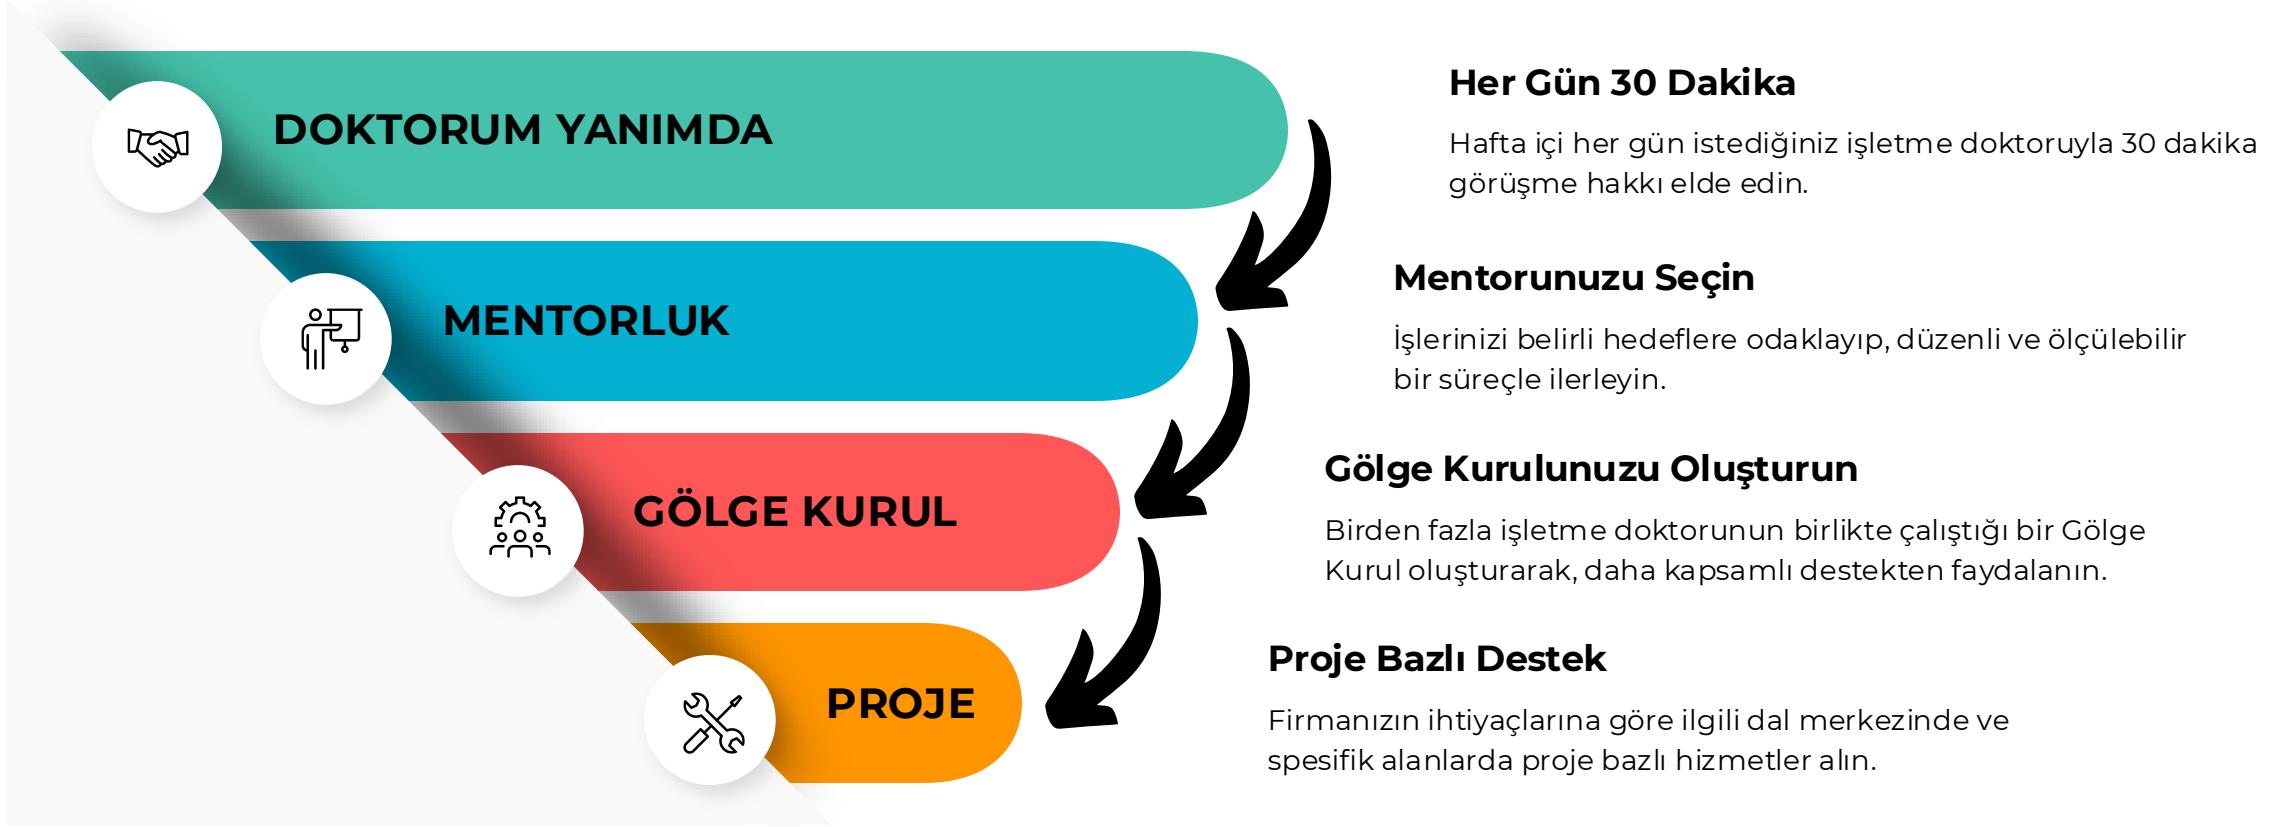 DOKTORUM YANIMDA
Her Gün 30 Dakika
Hafta içi her gün istediğiniz işletme doktoruyla 30 dakika
görüşme hakkı elde edin.
MENTORLUK
Mentorunuzu Seçin
İşlerinizi belirli hedeflere odaklayıp, düzenli ve ölçülebilir
bir süreçle ilerleyin.
GÖLGE KURUL
Gölge Kurulunuzu Oluşturun
Birden fazla işletme doktorunun birlikte çalıştığı bir Gölge
Kurul oluşturarak, daha kapsamlı destekten faydalanın.
PROJE
Proje Bazlı Destek
Firmanızın ihtiyaçlarına göre ilgili dal merkezinde ve
spesifik alanlarda proje bazlı hizmetler alın.